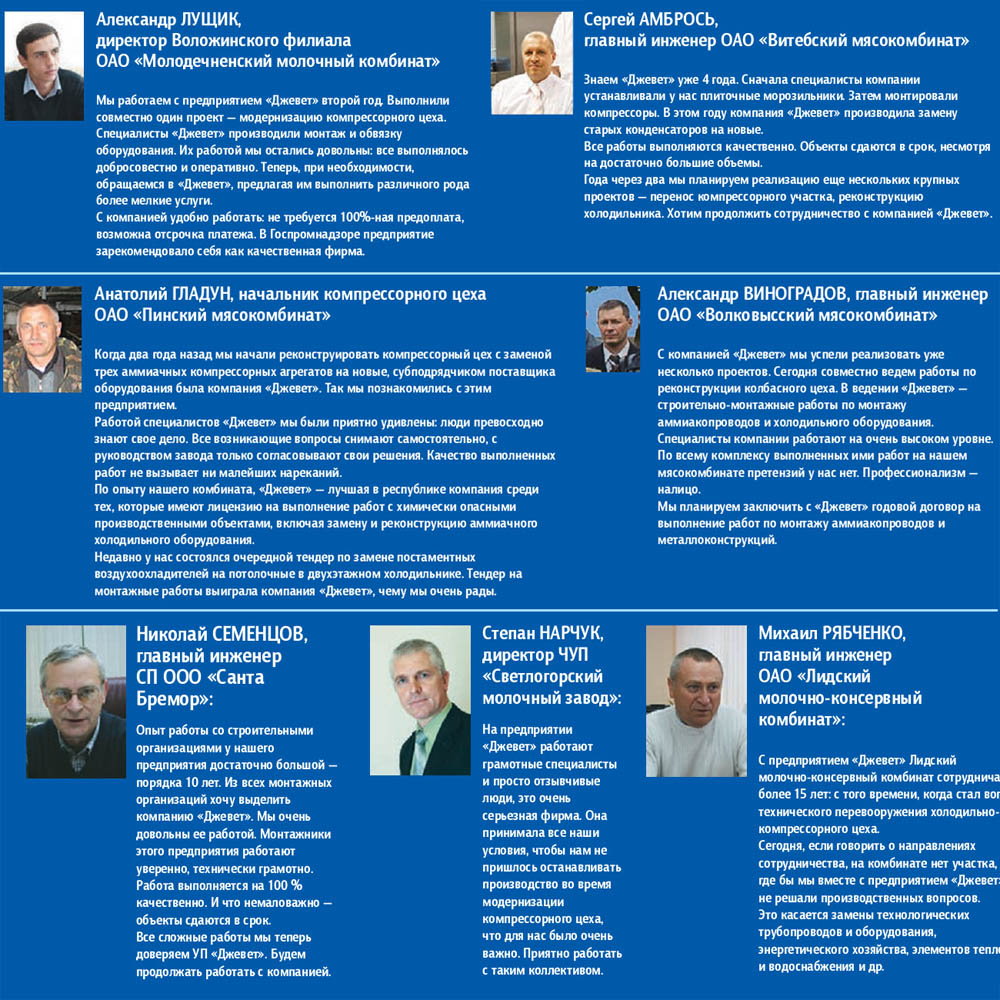 Александр ЛУЩИК,
директор Воложинского филиала
ОАО «Молодечненский молочный комбинат»
Мы работаем с предприятием «Джевет» второй год. Выполнили
совместно один проект — модернизацию компрессорного цеха.
Специалисты «Джевет» производили монтаж и обвязку
оборудования. Их работой мы остались довольны: все выполнялось
добросовестно и оперативно. Теперь, при необходимости,
обращаемся в «Джевет», предлагая им выполнить различного рода
более мелкие услуги.
С компанией удобно работать: не требуется 100%-ная предоплата,
возможна отсрочка платежа. В Госпромнадзоре предприятие
зарекомендовало себя как качественная фирма.
Сергей АМБРОСЬ,
главный инженер ОАО «Витебский мясокомбинат»
Знаем «Джевет» уже 4 года. Сначала специалисты компании
устанавливали у нас плиточные морозильники. Затем монтировали
компрессоры. В этом году компания «Джевет» производила замену
старых конденсаторов на новые.
Все работы выполняются качественно. Объекты сдаются в срок, несмотря
на достаточно большие объемы.
Года через два мы планируем реализацию еще нескольких крупных
проектов — перенос компрессорного участка, реконструкцию
холодильника. Хотим продолжить сотрудничество с компанией «Джевет».
Анатолий ГЛАДУН, начальник компрессорного цеха
ОАО «Пинский мясокомбинат»
Когда два года назад мы начали реконструировать компрессорный цех с заменой
трех аммиачных компрессорных агрегатов на новые, субподрядчиком поставщика
оборудования была компания «Джевет». Так мы познакомились с этим
предприятием.
Работой специалистов «Джевет» мы были приятно удивлены: люди превосходно
знают свое дело. Все возникающие вопросы снимают самостоятельно, с
руководством завода только согласовывают свои решения. Качество выполненных
работ не вызывает ни малейших нареканий.
По опыту нашего комбината, «Джевет» — лучшая в республике компания среди
тех, которые имеют лицензию на выполнение работ с химически опасными
производственными объектами, включая замену и реконструкцию аммиачного
холодильного оборудования.
Недавно у нас состоялся очередной тендер по замене постаментных
воздухоохладителей на потолочные в двухэтажном холодильнике. Тендер на
монтажные работы выиграла компания «Джевет», чему мы очень рады.
Александр ВИНОГРАДОВ, главный инженер
ОАО «Волковысский мясокомбинат»
С компанией «Джевет» мы успели реализовать уже
несколько проектов. Сегодня совместно ведем работы по
реконструкции колбасного цеха. В ведении «Джевет» —
строительно-монтажные работы по монтажу
аммиакопроводов и холодильного оборудования.
Специалисты компании работают на очень высоком уровне.
По всему комплексу выполненных ими работ на нашем
мясокомбинате претензий у нас нет. Профессионализм —
налицо.
Мы планируем заключить с «Джевет» годовой договор на
выполнение работ по монтажу аммиакопроводов и
металлоконструкций.
Николай СЕМЕНЦОВ,
главный инженер
СП ООО «Санта
Бремор»:
Опыт работы со строительными
организациями у нашего
предприятия достаточно большой —
порядка 10 лет. Из всех монтажных
организаций хочу выделить
компанию «Джевет». Мы очень
довольны ее работой. Монтажники
этого предприятия работают
уверенно, технически грамотно.
Работа выполняется на 100 %
качественно. И что немаловажно —
объекты сдаются в срок.
Все сложные работы мы теперь
доверяем УП «Джевет». Будем
продолжать работать с компанией.
Степан НАРЧУК,
директор ЧУП
«Светлогорский
молочный завод»:
На предприятии
«Джевет» работают
грамотные специалисты
и просто отзывчивые
люди, это очень
серьезная фирма. Она
принимала все наши
условия, чтобы нам не
пришлось останавливать
производство во время
модернизации
компрессорного цеха,
что для нас было очень
важно. Приятно работать
с таким коллективом.
Михаил РЯБЧЕНКО,
главный инженер
ОАО «Лидский
молочно-консервный
комбинат»:
С предприятием «Джевет» Лидский
молочно-консервный комбинат сотруднича
более 15 лет: с того времени, когда стал воп
технического перевооружения холодильно-
компрессорного цеха.
Сегодня, если говорить о направлениях
сотрудничества, на комбинате нет участка,
где бы мы вместе с предприятием «Джевет»
не решали производственных вопросов.
Это касается замены технологических
трубопроводов и оборудования,
энергетического хозяйства, элементов тепло
и водоснабжения и др.